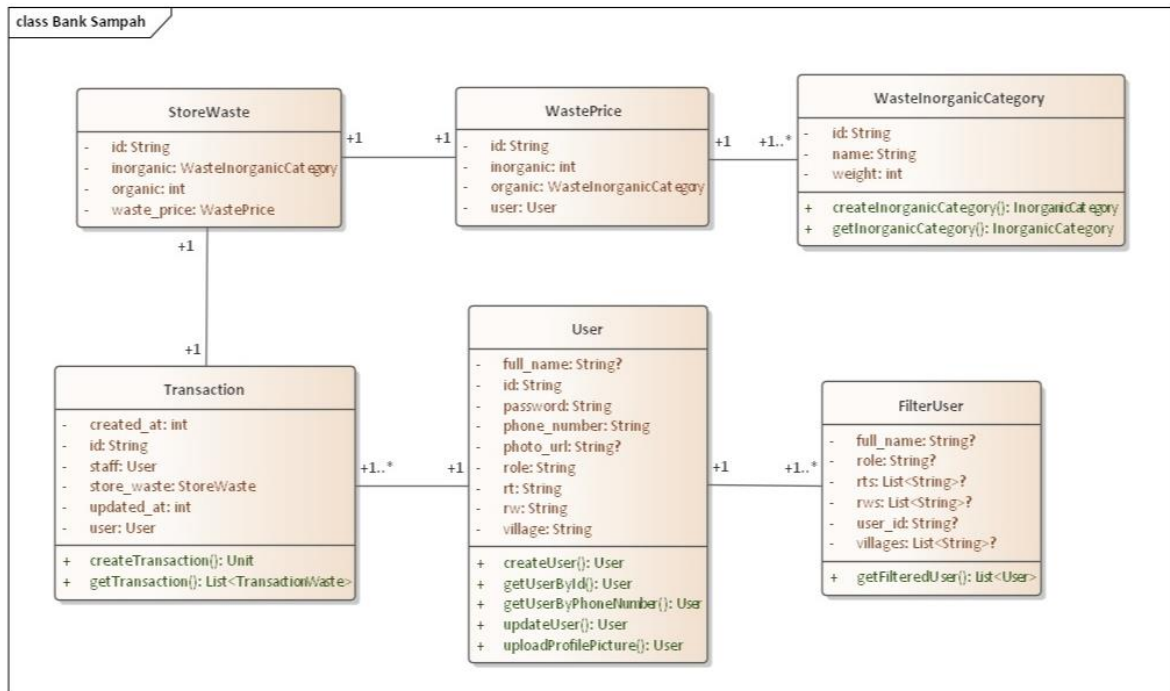 class Bank Sampah
StoreWaste
- id: String
- inorganic: WasteInorganicCategory
- organic: int
- waste_price: WastePrice
+1
+1
WastePrice
- id: String
- inorganic: int
- organic: WasteInorganicCategory
- user: User
+1
+1..*
WasteInorganicCategory
- id: String
- name: String
- weight: int
+ createInorganicCategory(): InorganicCategory
+ getInorganicCategory(): InorganicCategory
+1
+1
Transaction
- created_at: int
- id: String
- staff: User
- store_waste: StoreWaste
- updated_at: int
- user: User
+ createTransaction(): Unit
+ getTransaction(): List<TransactionWaste>
+1..*
+1
User
- full_name: String?
- id: String
- password: String
- phone_number: String
- photo_url: String?
- role: String
- rt: String
- rw: String
- village: String
+ createUser(): User
+ getUserById(): User
+ getUserByPhoneNumber(): User
+ updateUser(): User
+ uploadProfilePicture(): User
+1
+1..*
FilterUser
- full_name: String?
- role: String?
- rts: List<String>?
- rws: List<String>?
- user_id: String?
- villages: List<String>?
+ getFilteredUser(): List<User>